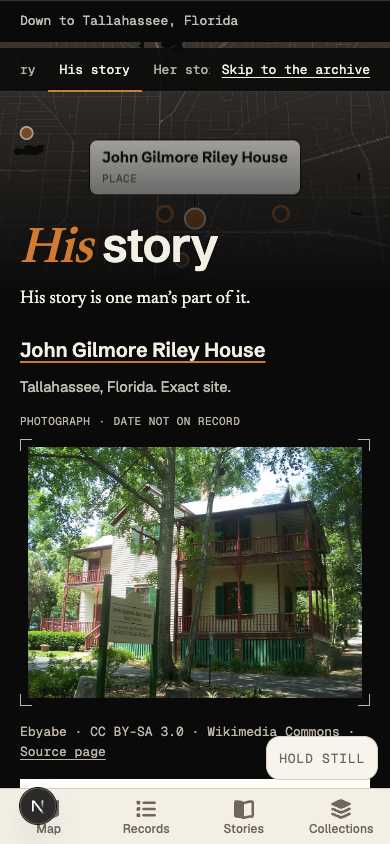 Down to Tallahassee, Florida
ry His story Her sto Skip to the archive
John Gilmore Riley House
PLACE
His story
His story is one man’s part of it.
John Gilmore Riley House
Tallahassee, Florida. Exact site.
PHOTOGRAPH · DATE NOT ON RECORD
Ebyabe · CC BY-SA 3.0 · Wikimedia Commons ·
Source page
HOLD STILL
N
Map Records Stories Collections